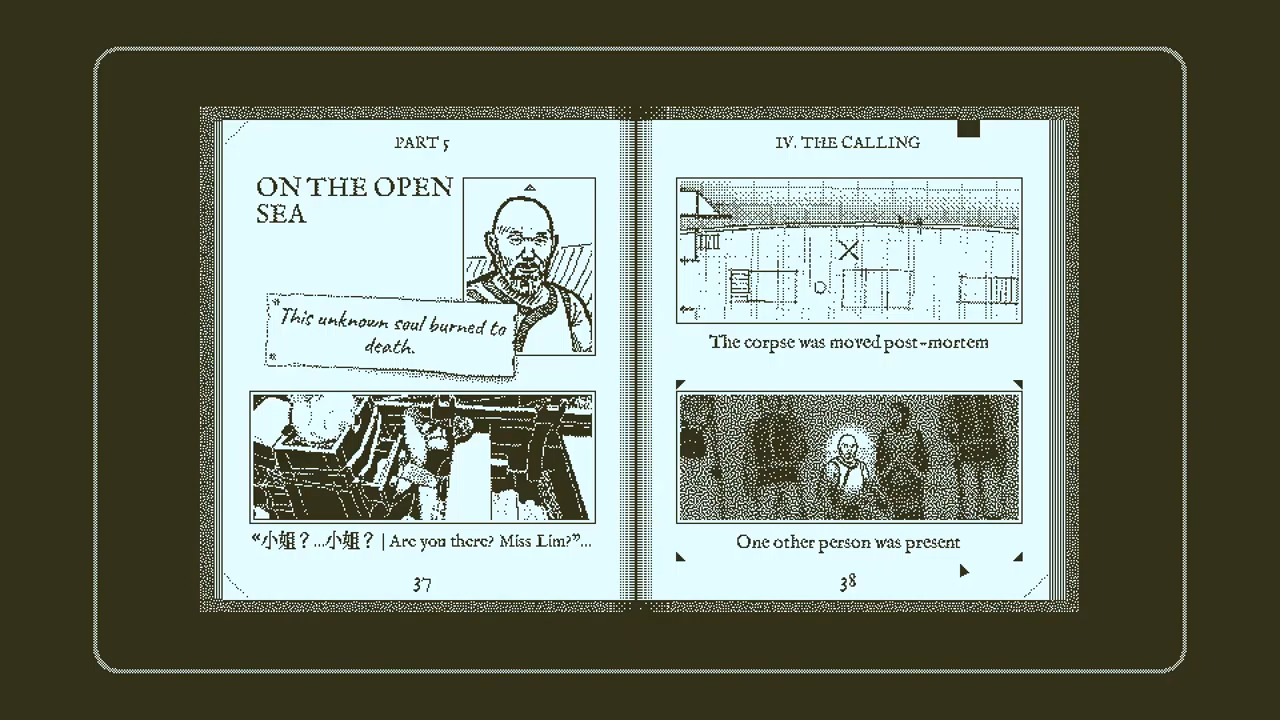 PART 5
ON THE OPEN
SEA
This unknown soul burned to
death.
“小姐？...小姐？ | Are you there? Miss Lim?”...
37
IV. THE CALLING
The corpse was moved post-mortem
One other person was present
38